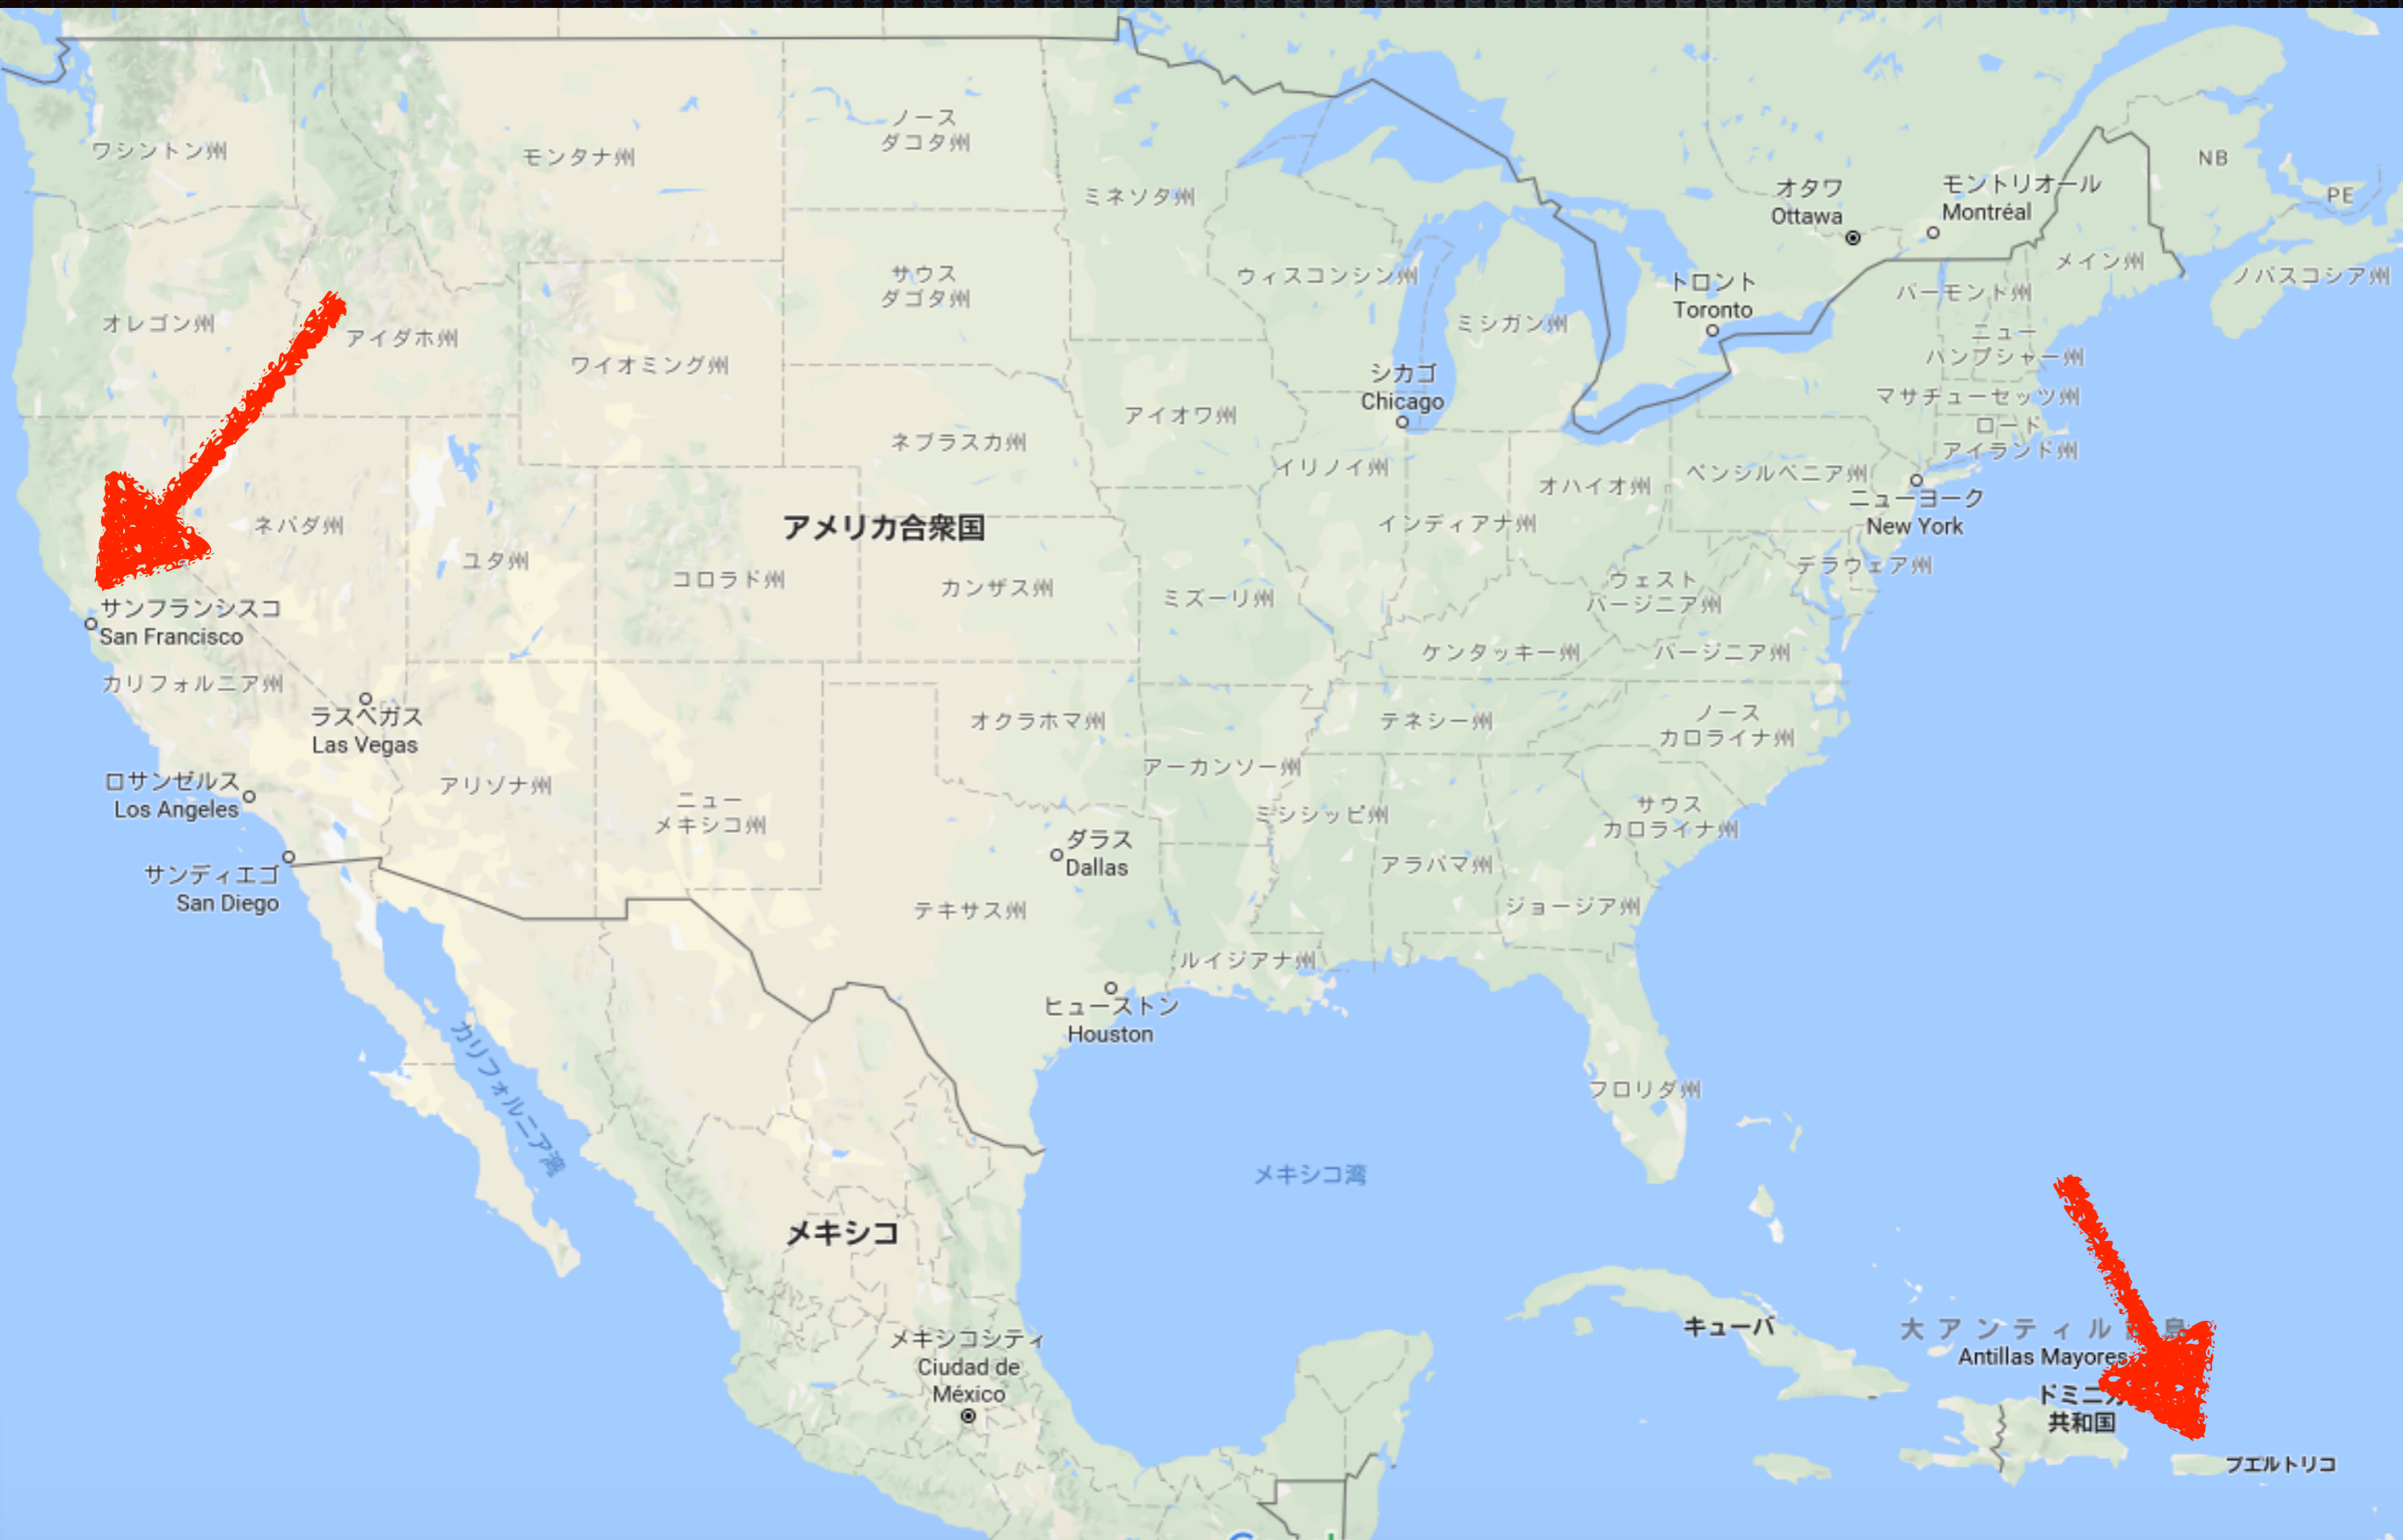 ワシントン州
モンタナ州
ノース
ダコタ州
ミネソタ州
オタワ
Ottawa
モントリオール
Montréal
NB
PE
オレゴン州
アイダホ州
ワイオミング州
サウス
ダコタ州
ウィスコンシン州
ミシガン州
トロント
Toronto
バーモント州
メイン州
ノバスコシア州
ニュー
ハンプシャー州
マサチューセッツ州
ロード
アイランド州
シカゴ
Chicago
アイオワ州
ネブラスカ州
イリノイ州
オハイオ州
ペンシルベニア州
ニューヨーク
New York
ネバダ州
ユタ州
アメリカ合衆国
コロラド州
カンザス州
ミズーリ州
インディアナ州
ウェスト
バージニア州
デラウェア州
サンフランシスコ
San Francisco
カリフォルニア州
ラスベガス
Las Vegas
ケンタッキー州
バージニア州
オクラホマ州
テネシー州
ノース
カロライナ州
ロサンゼルス
Los Angeles
アリゾナ州
ニュー
メキシコ州
アーカンソー州
ミシシッピ州
サウス
カロライナ州
サンディエゴ
San Diego
ダラス
Dallas
アラバマ州
テキサス州
ジョージア州
ルイジアナ州
ヒューストン
Houston
カリフォルニア湾
フロリダ州
メキシコ湾
メキシコ
メキシコシティ
Ciudad de
México
キューバ
大アンティル 島
Antillas Mayores
ドミニカ
共和国
プエルトリコ